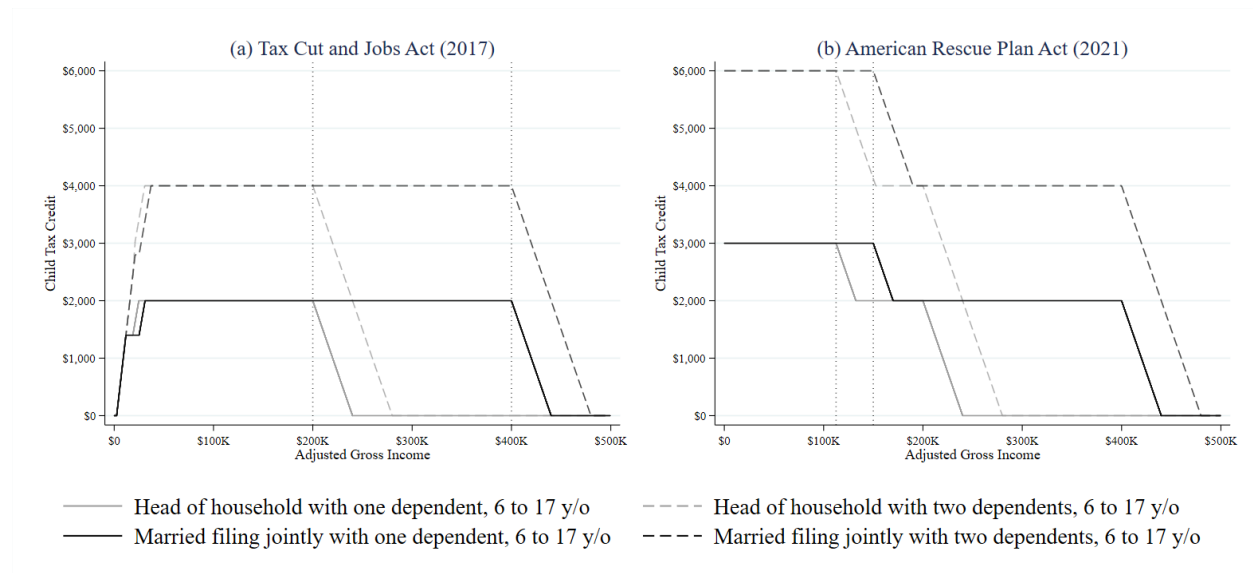 (a) Tax Cut and Jobs Act (2017)
$6,000
$5,000
$4,000
$3,000
$2,000
$1,000
$0
Child Tax Credit
$0 $100K $200K $300K $400K $500K
Adjusted Gross Income
(b) American Rescue Plan Act (2021)
$6,000
$5,000
$4,000
$3,000
$2,000
$1,000
$0
Child Tax Credit
$0 $100K $200K $300K $400K $500K
Adjusted Gross Income
Head of household with one dependent, 6 to 17 y/o
Head of household with two dependents, 6 to 17 y/o
Married filing jointly with one dependent, 6 to 17 y/o
Married filing jointly with two dependents, 6 to 17 y/o